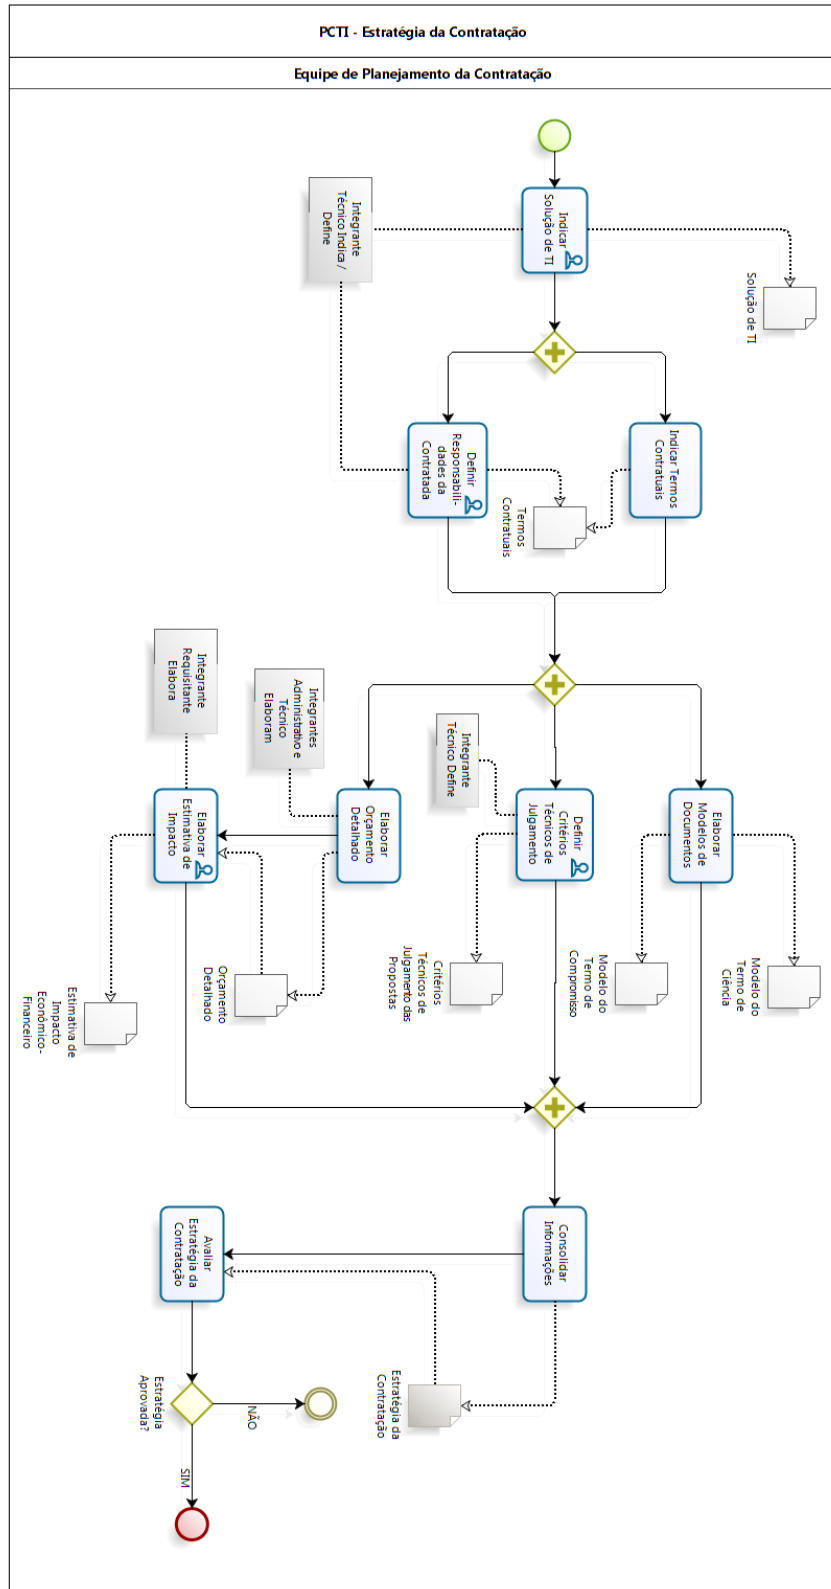 PCTI - Estratégia da Contratação
Equipe de Planejamento da Contratação
Indicar
Solução de TI
Integrante
Técnico Indica /
Define
Solução de TI
Indicar Termos
Contratuais
Definir
Responsabili-
dades da
Contratada
Termos
Contratuais
Integrante
Requisitante
Elabora
Integrantes
Administrativo e
Técnico
Elaboram
Integrante
Técnico Define
Elaborar
Modelos de
Documentos
Definir
Critérios
Técnicos de
Julgamento
Elaborar
Orçamento
Detalhado
Elaborar
Estimativa de
Impacto
Modelo do
Termo de
Ciência
Modelo do
Termo de
Compromisso
Critérios
Técnicos de
Julgamento das
Propostas
Orçamento
Detalhado
Estimativa de
Impacto
Econômico-
Financeiro
Consolidar
Informações
Avaliar
Estratégia da
Contratação
Estratégia da
Contratação
Estratégia
Aprovada?
NÃO
SIM